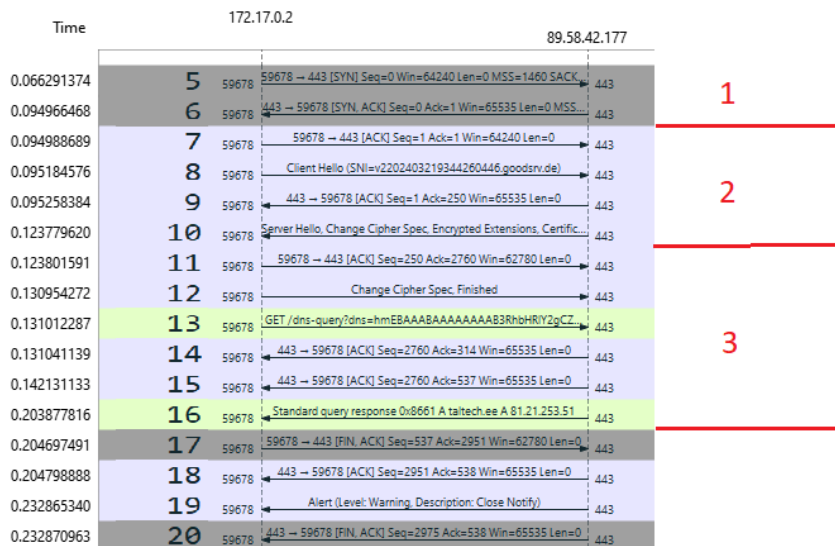 172.17.0.2
Time
89.58.42.177
0.066291374 5 59678 59678 → 443 [SYN] Seq=0 Win=64240 Len=0 MSS=1460 SACK... 443
1
0.094966468 6 59678 443 → 59678 [SYN, ACK] Seq=0 Ack=1 Win=65535 Len=0 MSS... 443
0.094988689 7 59678 59678 → 443 [ACK] Seq=1 Ack=1 Win=64240 Len=0 443
0.095184576 8 59678 Client Hello (SNI=v2202403219344260446.goodsrv.de) 443
2
0.095258384 9 59678 443 → 59678 [ACK] Seq=1 Ack=250 Win=65535 Len=0 443
0.123779620 10 59678 Server Hello, Change Cipher Spec, Encrypted Extensions, Certific... 443
0.123801591 11 59678 59678 → 443 [ACK] Seq=250 Ack=2760 Win=62780 Len=0 443
0.130954272 12 59678 Change Cipher Spec, Finished 443
0.131012287 13 59678 GET /dns-query?dns=hmEBAAABAAAAAAAAB3RhbHRlY2gCZ... 443
3
0.131041139 14 59678 443 → 59678 [ACK] Seq=2760 Ack=314 Win=65535 Len=0 443
0.142131133 15 59678 443 → 59678 [ACK] Seq=2760 Ack=537 Win=65535 Len=0 443
0.203877816 16 59678 Standard query response 0x8661 A taltech.ee A 81.21.253.51 443
0.204697491 17 59678 59678 → 443 [FIN, ACK] Seq=537 Ack=2951 Win=62780 Len=0 443
0.204798888 18 59678 443 → 59678 [ACK] Seq=2951 Ack=538 Win=65535 Len=0 443
0.232865340 19 59678 Alert (Level: Warning, Description: Close Notify) 443
0.232870963 20 59678 443 → 59678 [FIN, ACK] Seq=2975 Ack=538 Win=65535 Len=0 443